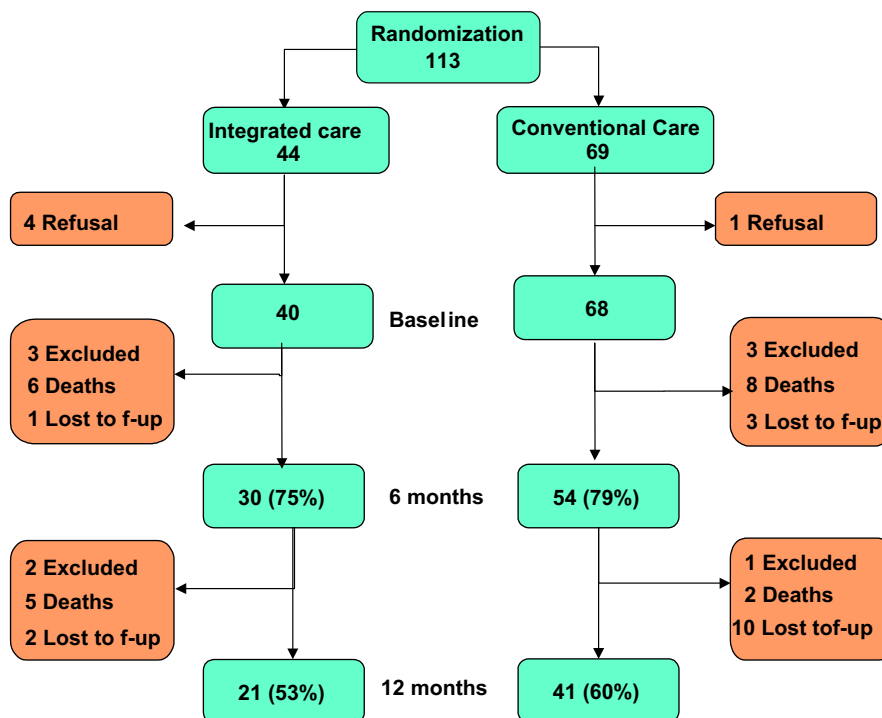 Randomization
113
Integrated care
44
Conventional Care
69
4 Refusal
1 Refusal
40
Baseline
68
3 Excluded
6 Deaths
1 Lost to f-up
3 Excluded
8 Deaths
3 Lost to f-up
30 (75%)
6 months
54 (79%)
2 Excluded
5 Deaths
2 Lost to f-up
1 Excluded
2 Deaths
10 Lost tof-up
21 (53%)
12 months
41 (60%)